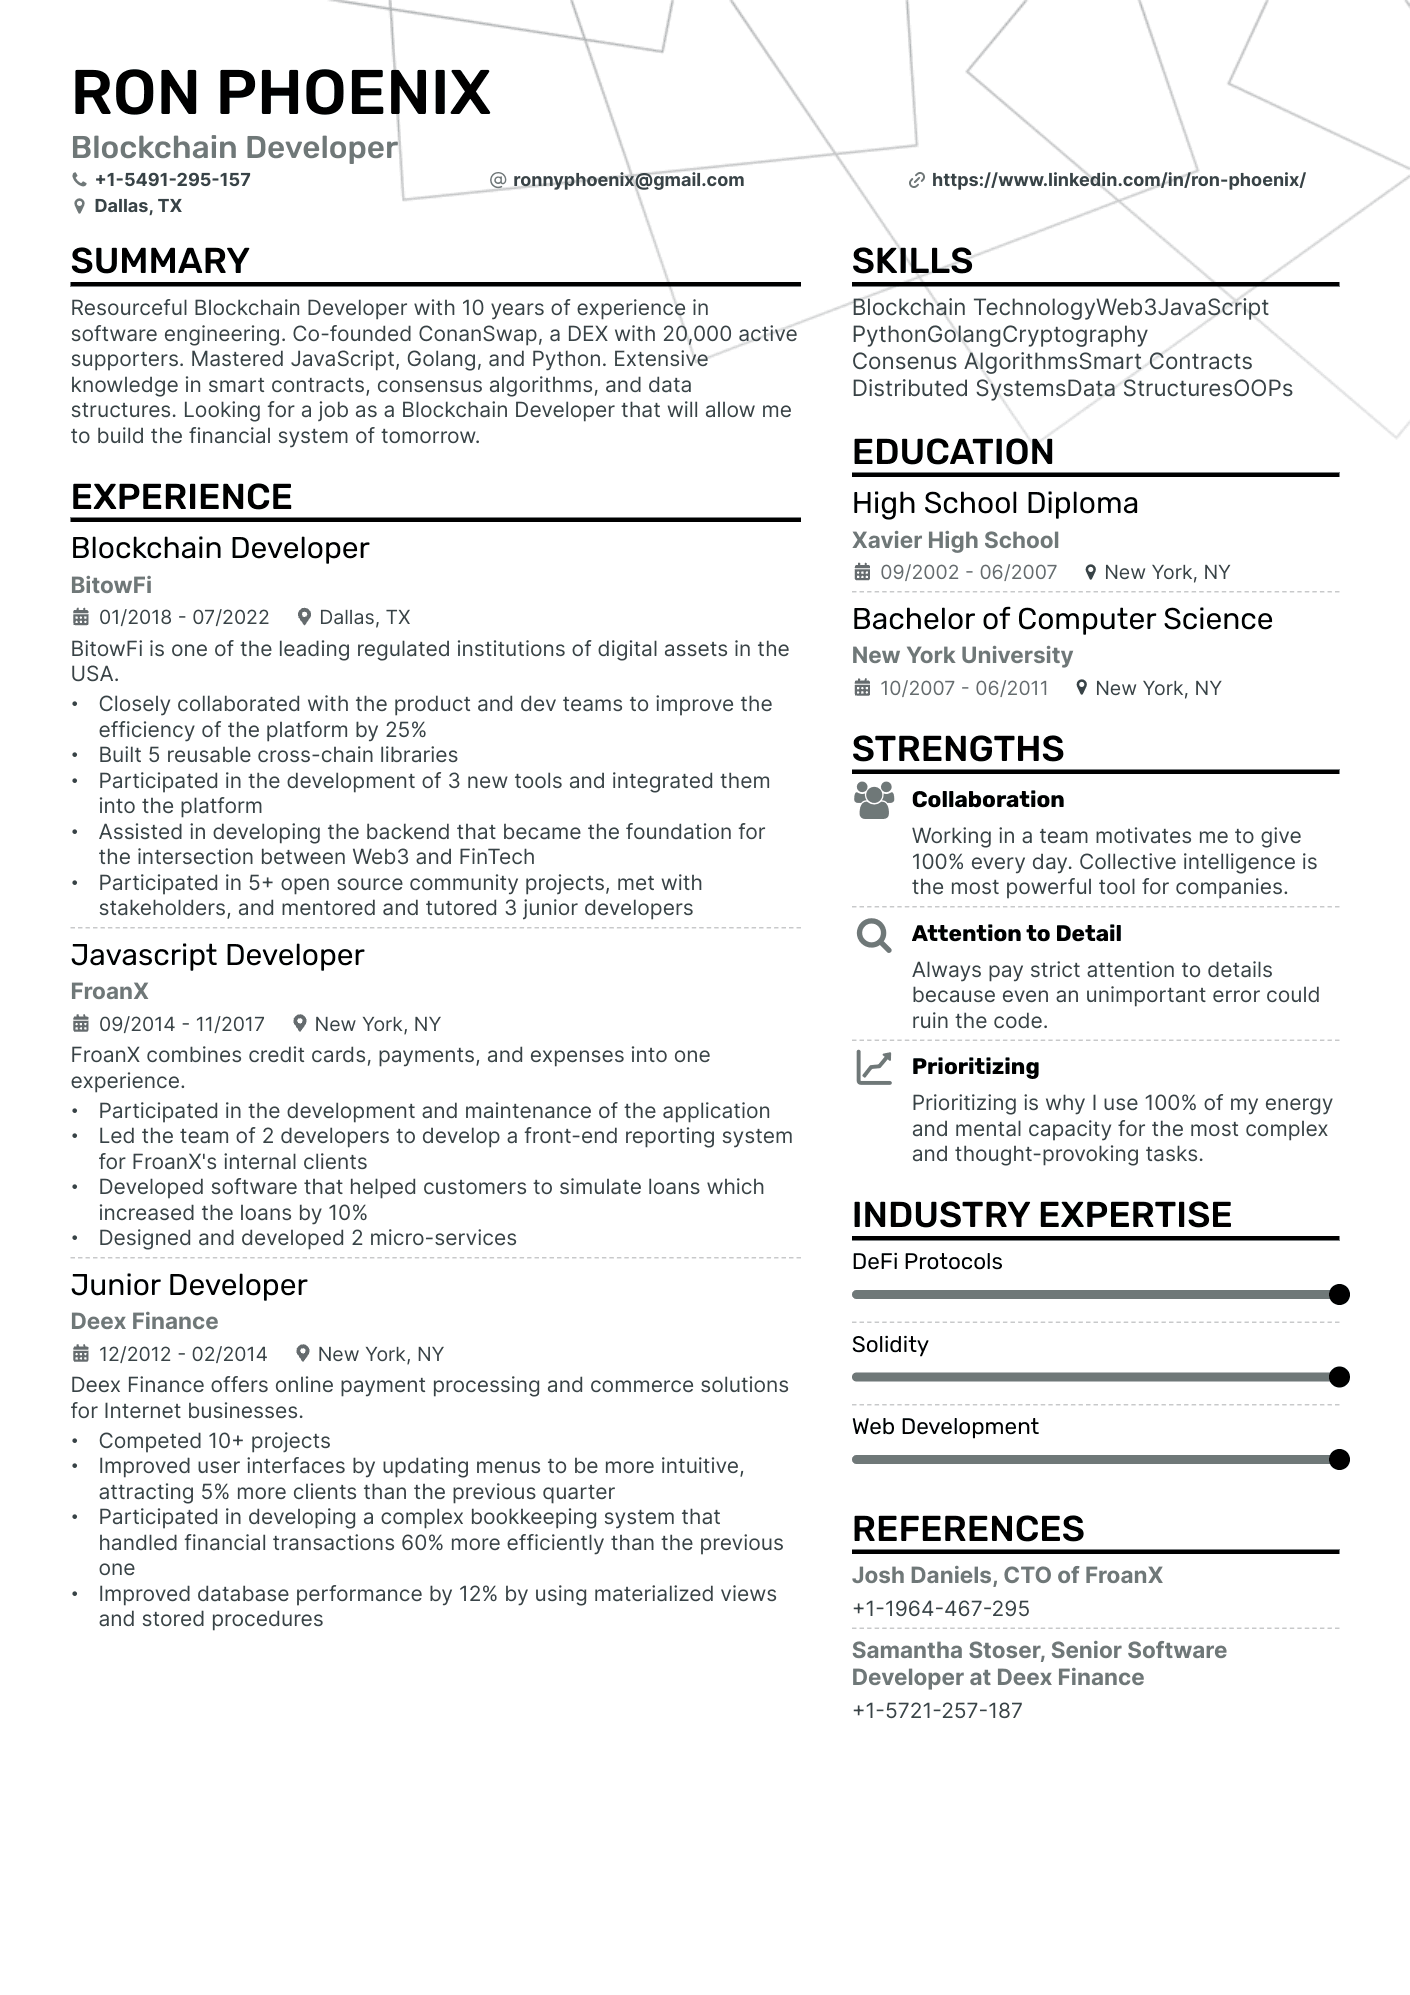 RON PHOENIX
Blockchain Developer
+1-5491-295-157
@ ronnyphoenix@gmail.com
https://www.linkedin.com/in/ron-phoenix/
Dallas, TX
SUMMARY
Resourceful Blockchain Developer with 10 years of experience in
software engineering. Co-founded ConanSwap, a DEX with 20,000 active
supporters. Mastered JavaScript, Golang, and Python. Extensive
knowledge in smart contracts, consensus algorithms, and data
structures. Looking for a job as a Blockchain Developer that will allow me
to build the financial system of tomorrow.
EXPERIENCE
Blockchain Developer
BitowFi
01/2018 - 07/2022
Dallas, TX
BitowFi is one of the leading regulated institutions of digital assets in the
USA.
• Closely collaborated with the product and dev teams to improve the
efficiency of the platform by 25%
• Built 5 reusable cross-chain libraries
• Participated in the development of 3 new tools and integrated them
into the platform
• Assisted in developing the backend that became the foundation for
the intersection between Web3 and FinTech
• Participated in 5+ open source community projects, met with
stakeholders, and mentored and tutored 3 junior developers
Javascript Developer
FroanX
09/2014 - 11/2017
New York, NY
FroanX combines credit cards, payments, and expenses into one
experience.
• Participated in the development and maintenance of the application
• Led the team of 2 developers to develop a front-end reporting system
for FroanX's internal clients
• Developed software that helped customers to simulate loans which
increased the loans by 10%
• Designed and developed 2 micro-services
Junior Developer
Deex Finance
12/2012 - 02/2014
New York, NY
Deex Finance offers online payment processing and commerce solutions
for Internet businesses.
• Competed 10+ projects
• Improved user interfaces by updating menus to be more intuitive,
attracting 5% more clients than the previous quarter
• Participated in developing a complex bookkeeping system that
handled financial transactions 60% more efficiently than the previous
one
• Improved database performance by 12% by using materialized views
and stored procedures
SKILLS
Blockchain TechnologyWeb3JavaScript
PythonGolangCryptography
Consenus AlgorithmsSmart Contracts
Distributed SystemsData StructuresOOPs
EDUCATION
High School Diploma
Xavier High School
09/2002 - 06/2007
New York, NY
Bachelor of Computer Science
New York University
10/2007 - 06/2011
New York, NY
STRENGTHS
Collaboration
Working in a team motivates me to give
100% every day. Collective intelligence is
the most powerful tool for companies.
Attention to Detail
Always pay strict attention to details
because even an unimportant error could
ruin the code.
Prioritizing
Prioritizing is why I use 100% of my energy
and mental capacity for the most complex
and thought-provoking tasks.
INDUSTRY EXPERTISE
DeFi Protocols
Solidity
Web Development
REFERENCES
Josh Daniels, CTO of FroanX
+1-1964-467-295
Samantha Stoser, Senior Software
Developer at Deex Finance
+1-5721-257-187